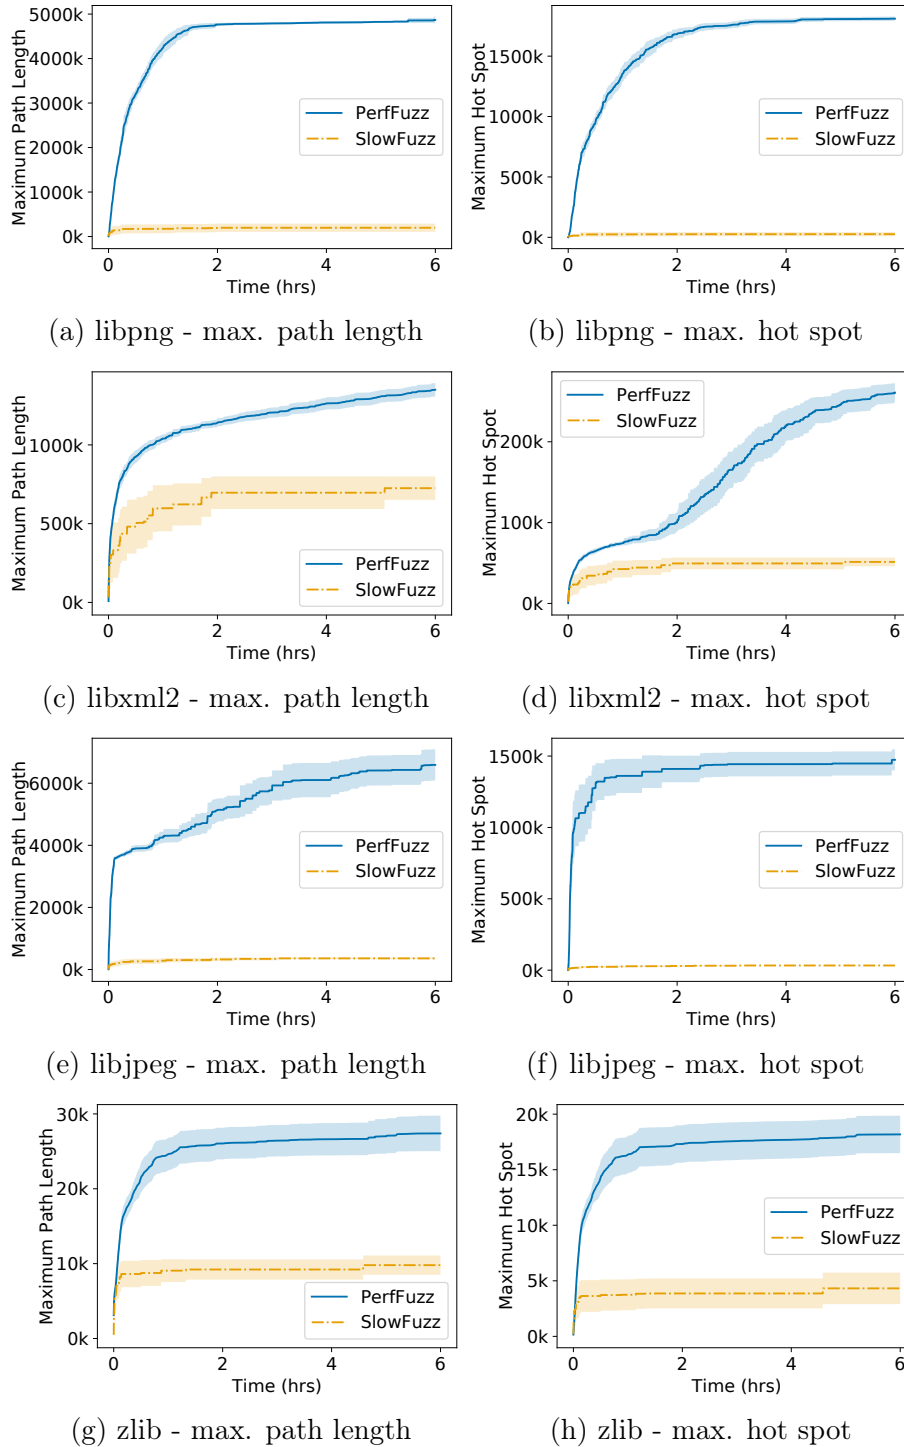 5000k
4000k
3000k
2000k
1000k
0k
Maximum Path Length
PerfFuzz
SlowFuzz
0 2 4 6
Time (hrs)
(a) libpng - max. path length
1500k
1000k
500k
0k
Maximum Hot Spot
PerfFuzz
SlowFuzz
0 2 4 6
Time (hrs)
(b) libpng - max. hot spot
1000k
500k
0k
Maximum Path Length
PerfFuzz
SlowFuzz
0 2 4 6
Time (hrs)
(c) libxml2 - max. path length
200k
100k
0k
Maximum Hot Spot
PerfFuzz
SlowFuzz
0 2 4 6
Time (hrs)
(d) libxml2 - max. hot spot
6000k
4000k
2000k
0k
Maximum Path Length
PerfFuzz
SlowFuzz
0 2 4 6
Time (hrs)
(e) libjpeg - max. path length
1500k
1000k
500k
0k
Maximum Hot Spot
PerfFuzz
SlowFuzz
0 2 4 6
Time (hrs)
(f) libjpeg - max. hot spot
30k
20k
10k
0k
Maximum Path Length
PerfFuzz
SlowFuzz
0 2 4 6
Time (hrs)
(g) zlib - max. path length
20k
15k
10k
5k
0k
Maximum Hot Spot
PerfFuzz
SlowFuzz
0 2 4 6
Time (hrs)
(h) zlib - max. hot spot